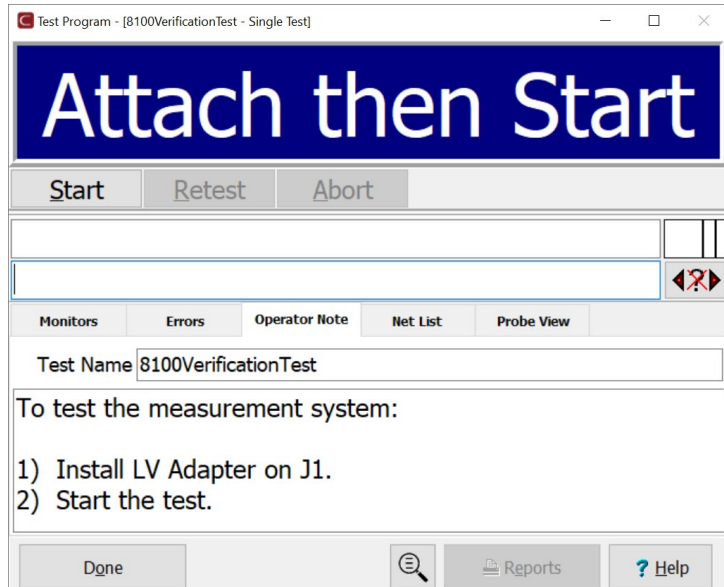 Test Program - [8100VerificationTest - Single Test]
Attach then Start
Start Retest Abort
Monitors Errors Operator Note Net List Probe View
Test Name 8100VerificationTest
To test the measurement system:
1) Install LV Adapter on J1.
2) Start the test.
Done Reports ? Help